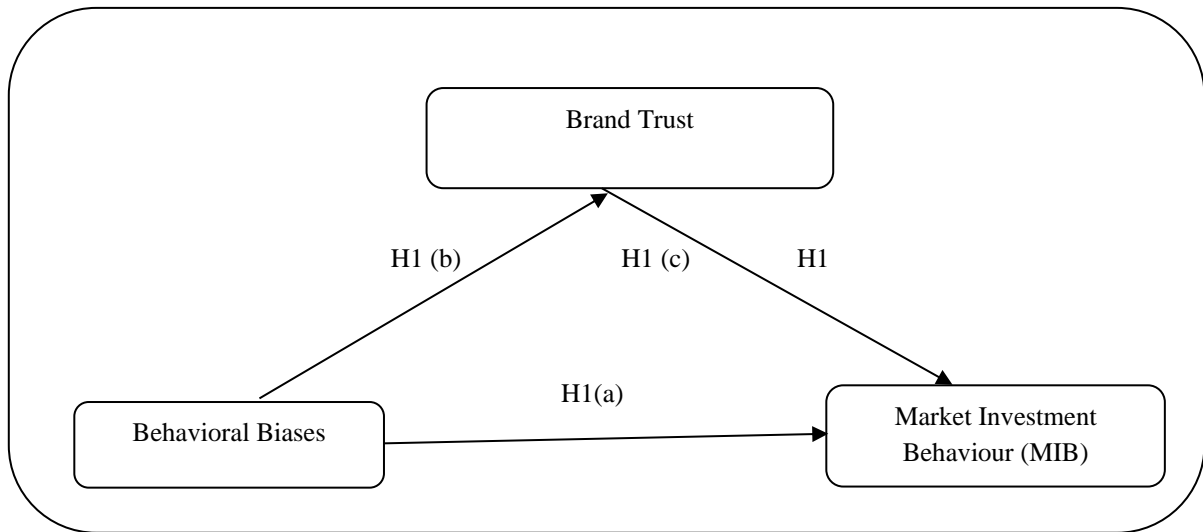 Brand Trust
H1 (b)
H1 (c)
H1
H1(a)
Behavioral Biases
Market Investment
Behaviour (MIB)